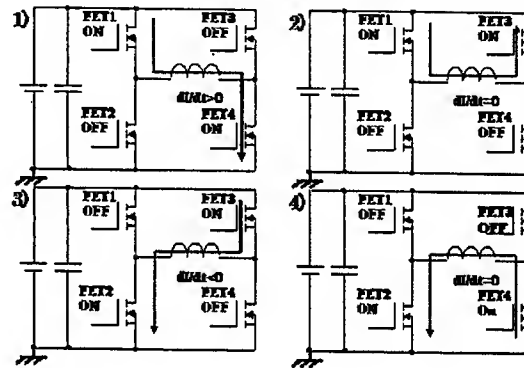 1)
FET1
ON
FET3
OFF
dI/dt>0
FET2
OFF
FET4
ON
2)
FET1
ON
FET3
ON
dI/dt=0
FET2
OFF
FET4
OFF
3)
FET1
OFF
FET3
ON
dI/dt<0
FET2
ON
FET4
OFF
4)
FET1
OFF
FET3
OFF
dI/dt=0
FET2
ON
FET4
On